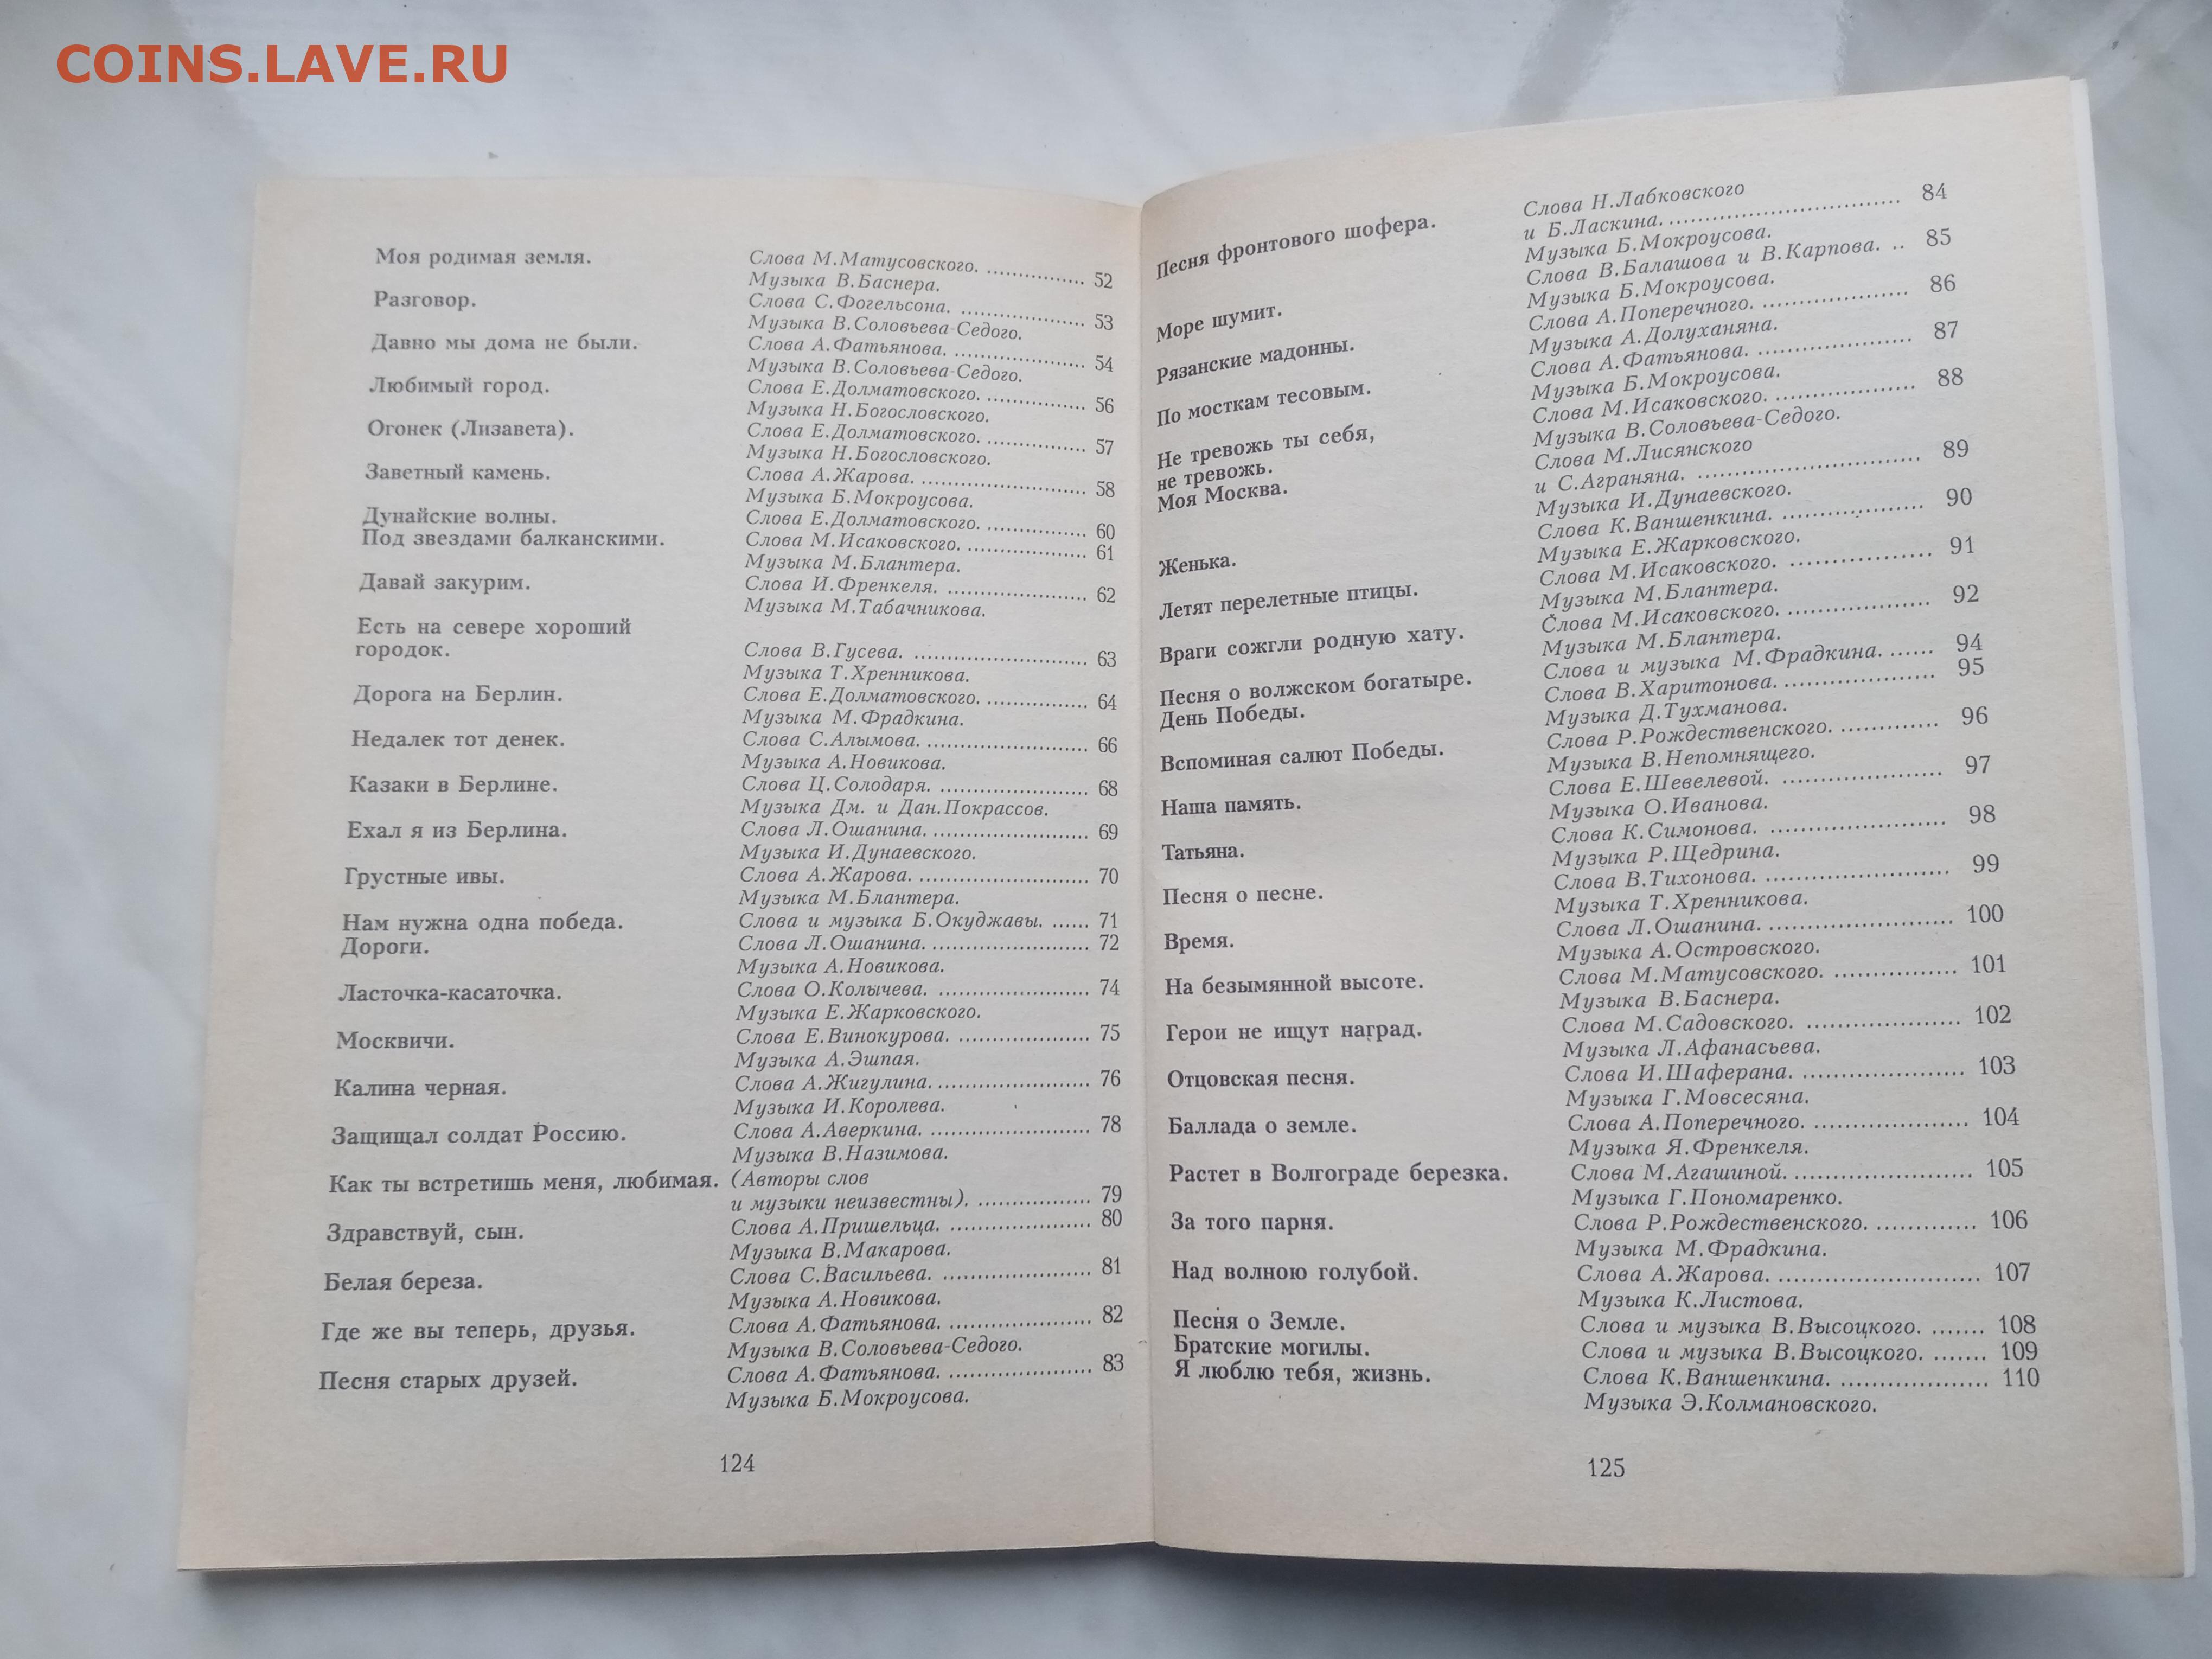 COINS.LAVE.RU
Моя родимая земля. Слова М.Матусовского. 52
Музыка В.Баснера.
Разговор. Слова С.Фогельсона. 53
Музыка В.Соловьева-Седого.
Давно мы дома не были. Слова А.Фатьянова. 54
Музыка В.Соловьева-Седого.
Любимый город. Слова Е.Долматовского. 56
Музыка Н.Богословского.
Огонек (Лизавета). Слова Е.Долматовского. 57
Музыка Н.Богословского.
Заветный камень. Слова А.Жарова. 58
Музыка Б.Мокроусова.
Дунайские волны. Слова Е.Долматовского. 60
Под звездами балканскими. Слова М.Исаковского. 61
Музыка М.Блантера.
Давай закурим. Слова И.Френкеля. 62
Музыка М.Табачникова.
Есть на севере хороший
городок. Слова В.Гусева. 63
Музыка Т.Хренникова.
Дорога на Берлин. Слова Е.Долматовского. 64
Музыка М.Фрадкина.
Недалек тот денек. Слова С.Алымова. 66
Музыка А.Новикова.
Казаки в Берлине. Слова Ц.Солодаря. 68
Музыка Дм. и Дан.Покрассов.
Ехал я из Берлина. Слова Л.Ошанина. 69
Музыка И.Дунаевского.
Грустные ивы. Слова А.Жарова. 70
Музыка М.Блантера.
Нам нужна одна победа. Слова и музыка Б.Окуджавы. 71
Дороги. Слова Л.Ошанина. 72
Музыка А.Новикова.
Ласточка-касаточка. Слова О.Колычева. 74
Музыка Е.Жарковского.
Москвичи. Слова Е.Винокурова. 75
Музыка А.Эшпая.
Калина черная. Слова А.Жигулина. 76
Музыка И.Королева.
Защищал солдат Россию. Слова А.Аверкина. 78
Музыка В.Назимова.
Как ты встретишь меня, любимая. (Авторы слов
и музыки неизвестны). 79
Здравствуй, сын. Слова А.Пришельца. 80
Музыка В.Макарова.
Белая береза. Слова С.Васильева. 81
Музыка А.Новикова.
Где же вы теперь, друзья. Слова А.Фатьянова. 82
Музыка В.Соловьева-Седого.
Песня старых друзей. Слова А.Фатьянова. 83
Музыка Б.Мокроусова.
124
Песня фронтового шофера. Слова Н.Лабковского
и Б.Ласкина. 84
Музыка Б.Мокроусова.
Море шумит. Слова В.Балашова и В.Карпова. 85
Музыка Б.Мокроусова.
Рязанские мадонны. Слова А.Поперечного. 86
Музыка А.Долуханяна.
По мосткам тесовым. Слова А.Фатьянова. 87
Музыка Б.Мокроусова.
Не тревожь ты себя, Слова М.Исаковского. 88
не тревожь. Музыка В.Соловьева-Седого.
Моя Москва. Слова М.Лисянского
и С.Аграняна. 89
Музыка И.Дунаевского.
Женька. Слова К.Ваншенкина. 90
Музыка Е.Жарковского.
Летят перелетные птицы. Слова М.Исаковского. 91
Музыка М.Блантера.
Враги сожгли родную хату. Слова М.Исаковского. 92
Музыка М.Блантера.
Песня о волжском богатыре. Слова и музыка М.Фрадкина. 94
День Победы. Слова В.Харитонова. 95
Музыка Д.Тухманова.
Вспоминая салют Победы. Слова Р.Рождественского. 96
Музыка В.Непомнящего.
Наша память. Слова Е.Шевелевой. 97
Музыка О.Иванова.
Татьяна. Слова К.Симонова. 98
Музыка Р.Щедрина.
Песня о песне. Слова В.Тихонова. 99
Музыка Т.Хренникова.
Время. Слова Л.Ошанина. 100
Музыка А.Островского.
На безымянной высоте. Слова М.Матусовского. 101
Музыка В.Баснера.
Герои не ищут наград. Слова М.Садовского. 102
Музыка Л.Афанасьева.
Отцовская песня. Слова И.Шаферана. 103
Музыка Г.Мовсесяна.
Баллада о земле. Слова А.Поперечного. 104
Музыка Я.Френкеля.
Растет в Волгограде березка. Слова М.Агашиной. 105
Музыка Г.Пономаренко.
За того парня. Слова Р.Рождественского. 106
Музыка М.Фрадкина.
Над волною голубой. Слова А.Жарова. 107
Музыка К.Листова.
Песня о Земле. Слова и музыка В.Высоцкого. 108
Братские могилы. Слова и музыка В.Высоцкого. 109
Я люблю тебя, жизнь. Слова К.Ваншенкина. 110
Музыка Э.Колмановского.
125